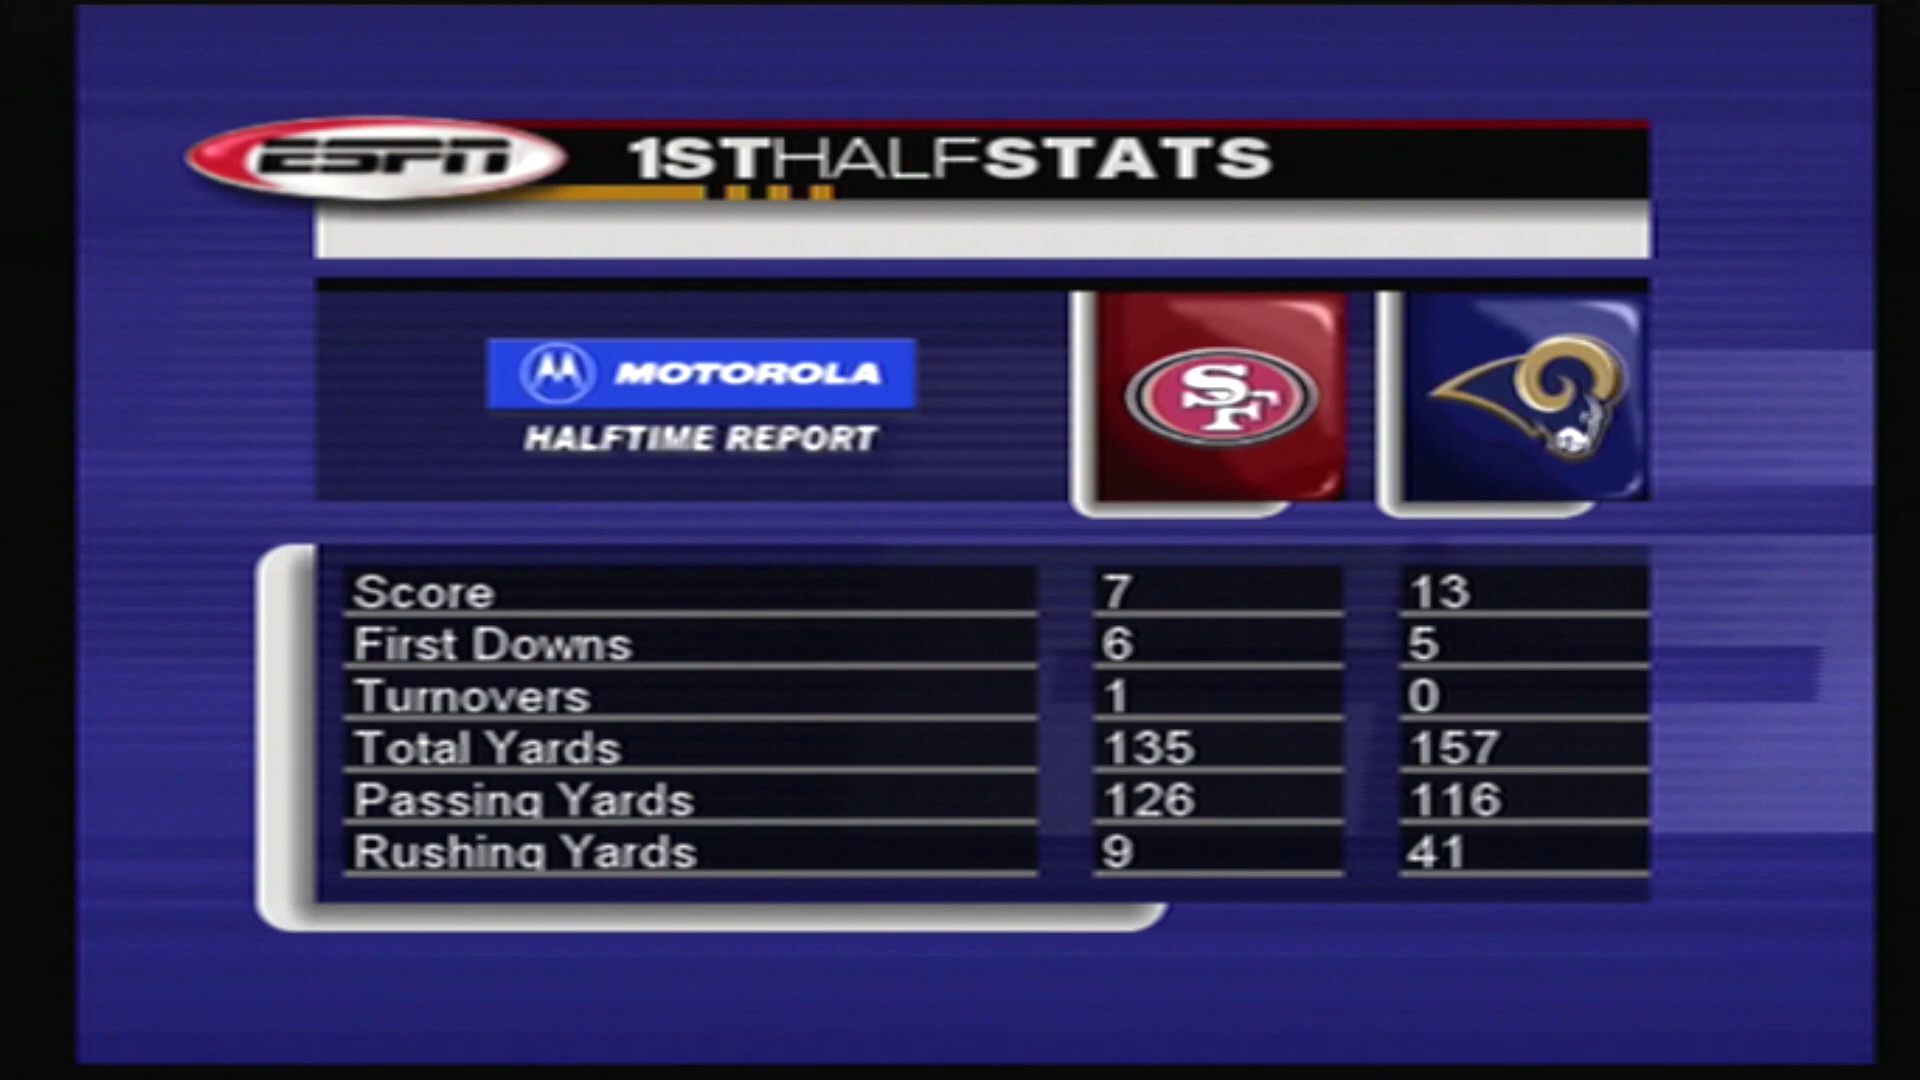 ESPN 1STHALFSTATS
MOTOROLA
HALFTIME REPORT
SF
Score 7 13
First Downs 6 5
Turnovers 1 0
Total Yards 135 157
Passing Yards 126 116
Rushing Yards 9 41